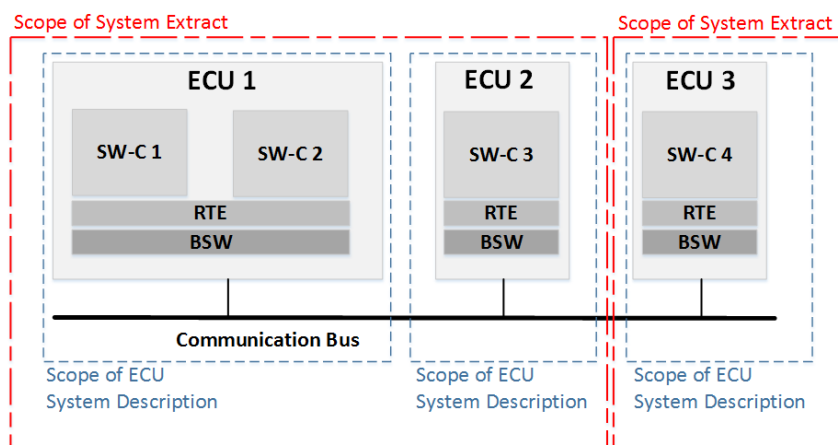 Scope of System Extract
Scope of System Extract
ECU 1
ECU 2
ECU 3
SW-C 1
SW-C 2
SW-C 3
SW-C 4
RTE
RTE
RTE
BSW
BSW
BSW
Communication Bus
Scope of ECU
System Description
Scope of ECU
System Description
Scope of ECU
System Description